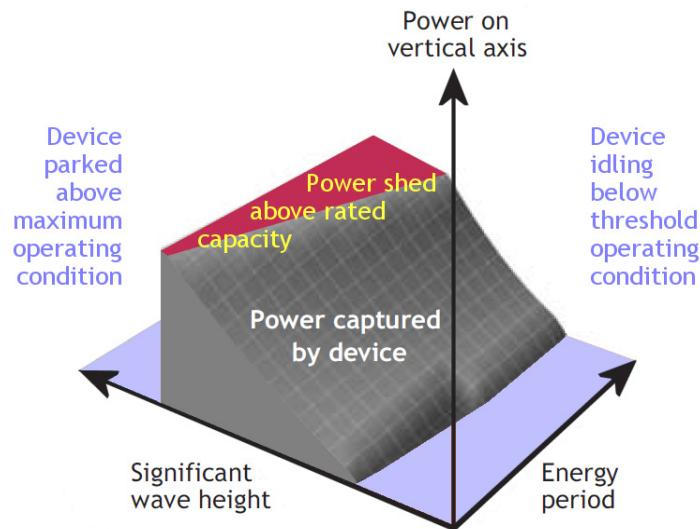 Power on
vertical axis
Device
parked
above
maximum
operating
condition
Device
idling
below
threshold
operating
condition
Power shed
above rated
capacity
Power captured
by device
Significant
wave height
Energy
period